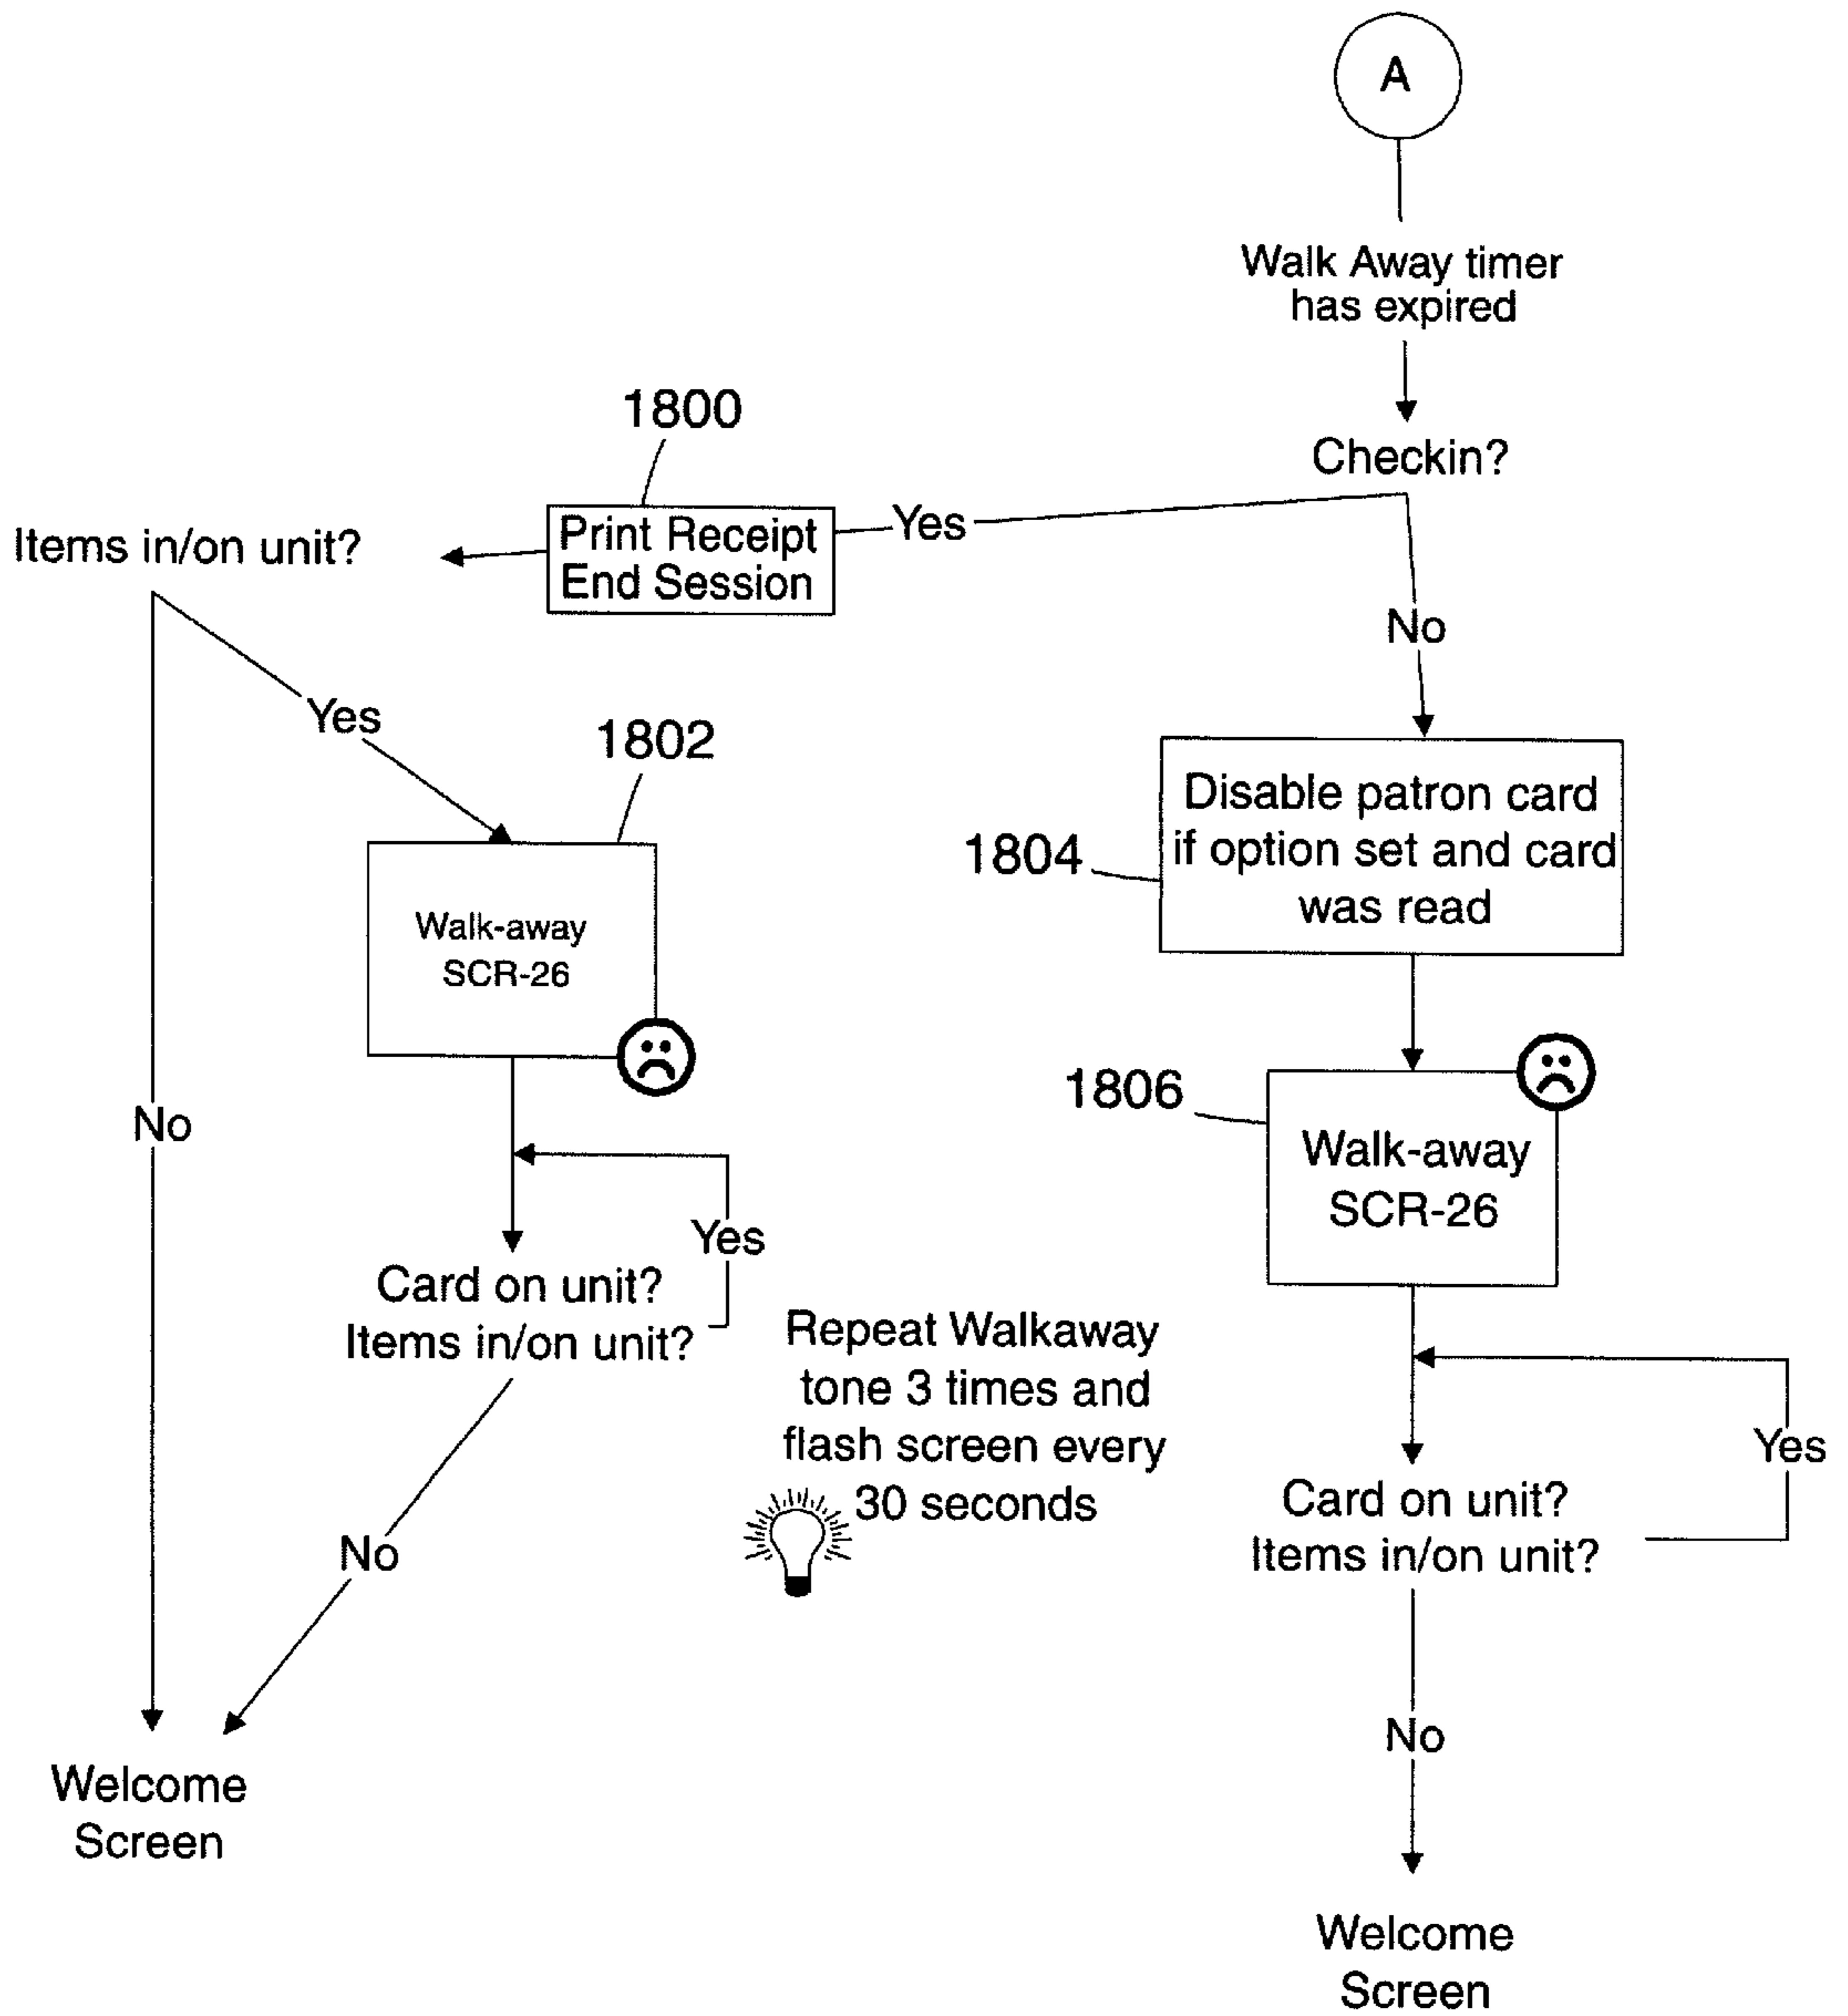 A
Walk Away timer
has expired
Checkin?
1800
Yes
Print Receipt
End Session
Items in/on unit?
No
Yes
1802
Disable patron card
if option set and card
was read
1804
Walk-away
SCR-26
1806
Walk-away
SCR-26
No
Yes
Card on unit?
Items in/on unit?
Repeat Walkaway
tone 3 times and
flash screen every
30 seconds
Yes
Card on unit?
Items in/on unit?
No
No
Welcome
Screen
Welcome
Screen